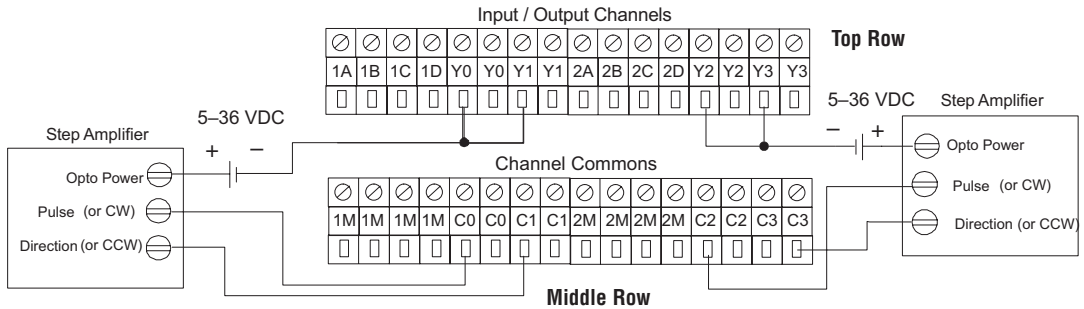 Input / Output Channels
Top Row
1A 1B 1C 1D Y0 Y0 Y1 Y1 2A 2B 2C 2D Y2 Y2 Y3 Y3
5–36 VDC
+ –
Step Amplifier
Opto Power
Pulse (or CW)
Direction (or CCW)
Channel Commons
1M 1M 1M 1M C0 C0 C1 C1 2M 2M 2M 2M C2 C2 C3 C3
Middle Row
5–36 VDC
– +
Step Amplifier
Opto Power
Pulse (or CW)
Direction (or CCW)